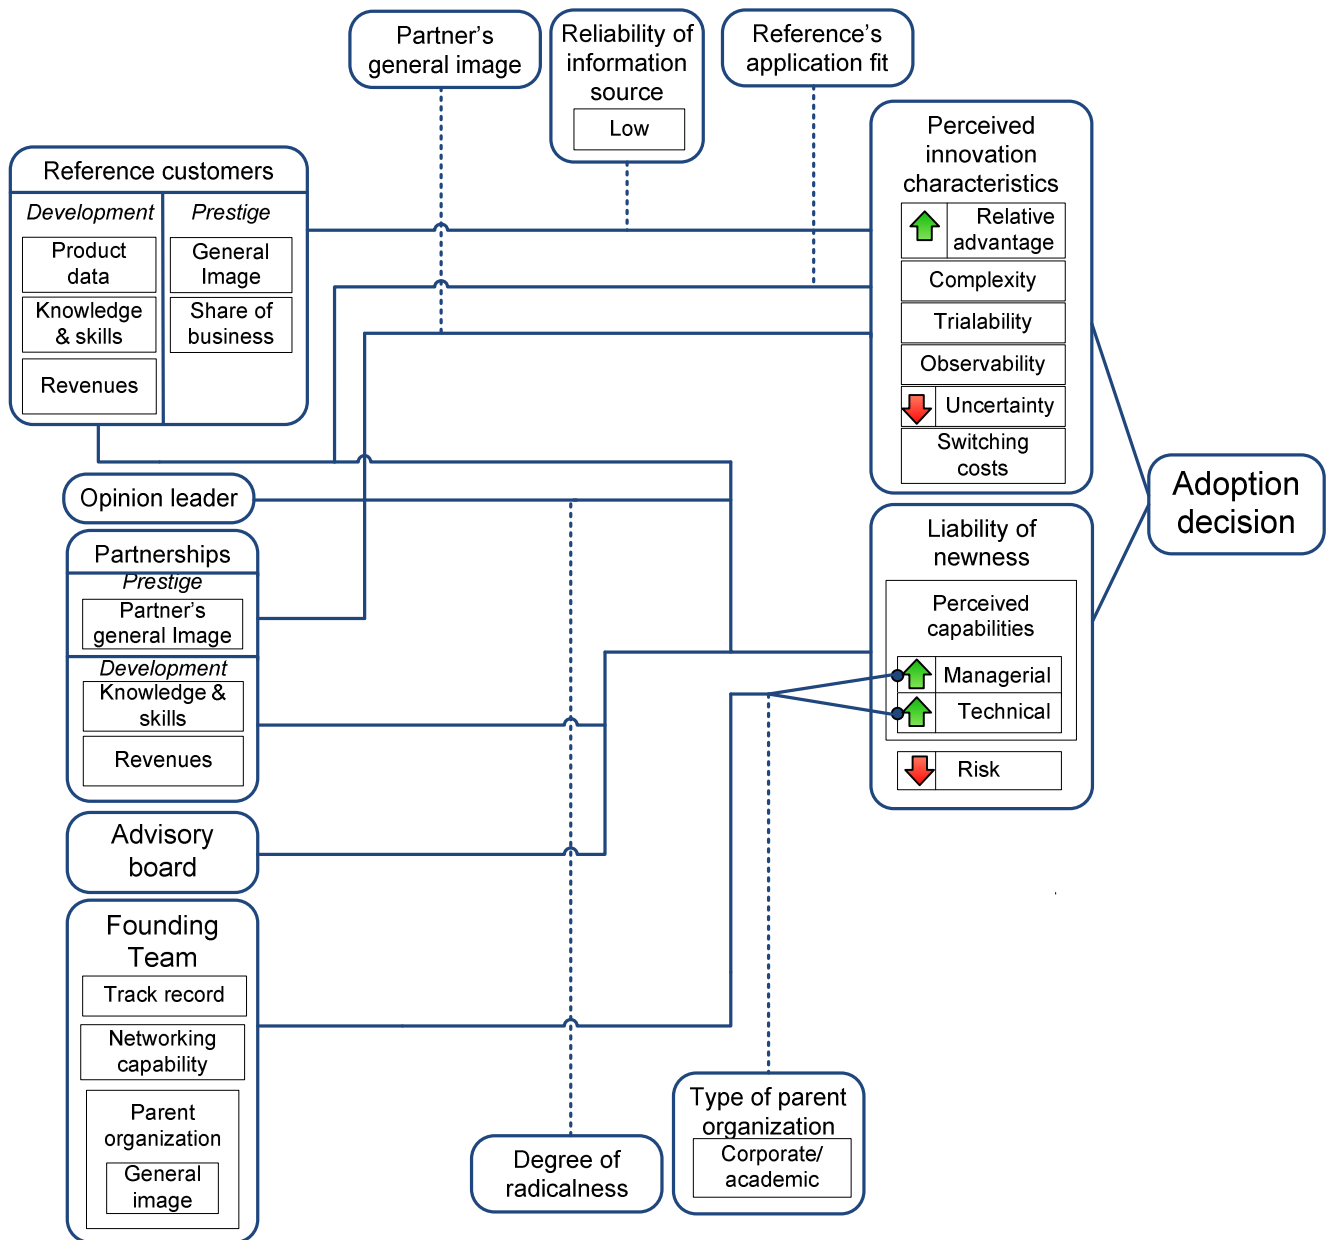 Partner's
general image
Reliability of
information
source
Low
Reference's
application fit
Reference customers
Development
Prestige
Product
data
General
Image
Knowledge
& skills
Share of
business
Revenues
Perceived
innovation
characteristics
Relative
advantage
Complexity
Trialability
Observability
Uncertainty
Switching
costs
Adoption
decision
Opinion leader
Partnerships
Prestige
Partner's
general Image
Development
Knowledge &
skills
Revenues
Liability of
newness
Perceived
capabilities
Managerial
Technical
Risk
Advisory
board
Founding
Team
Track record
Networking
capability
Parent
organization
General
image
Degree of
radicalness
Type of parent
organization
Corporate/
academic